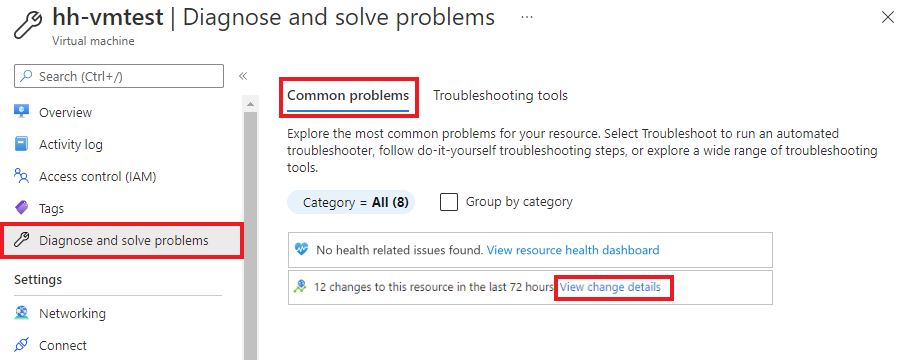 hh-vmtest | Diagnose and solve problems ...
Virtual machine
Search (Ctrl+/)
«
Overview
Activity log
Access control (IAM)
Tags
Diagnose and solve problems
Settings
Networking
Connect
Common problems
Troubleshooting tools
Explore the most common problems for your resource. Select Troubleshoot to run an automated
troubleshooter, follow do-it-yourself troubleshooting steps, or explore a wide range of troubleshooting
tools.
Category = All (8)
Group by category
No health related issues found. View resource health dashboard
12 changes to this resource in the last 72 hours View change details